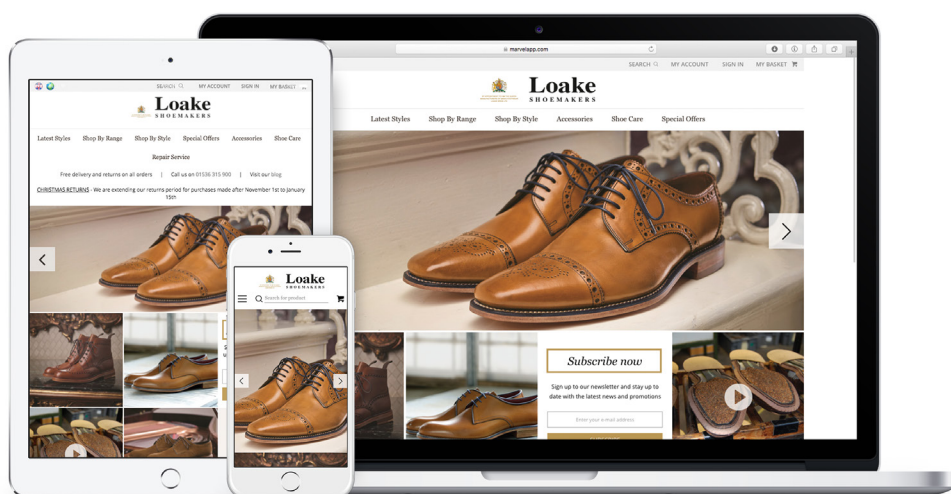 SEARCH MY ACCOUNT SIGN IN MY BASKET
Loake
SHOEMAKERS
Latest Styles Shop By Range Shop By Style Special Offers Accessories Shoe Care
Repair Service
Free delivery and returns on all orders | Call us on 01536 315 900 | Visit our blog
CHRISTMAS RETURNS - We are extending our returns period for purchases made after November 1st to January
15th
Loake
SHOEMAKERS
Search for product
marvelapp.com
SEARCH MY ACCOUNT SIGN IN MY BASKET
Loake
SHOEMAKERS
Latest Styles Shop By Range Shop By Style Accessories Shoe Care Special Offers
Subscribe now
Sign up to our newsletter and stay up to
date with the latest news and promotions
Enter your e-mail address